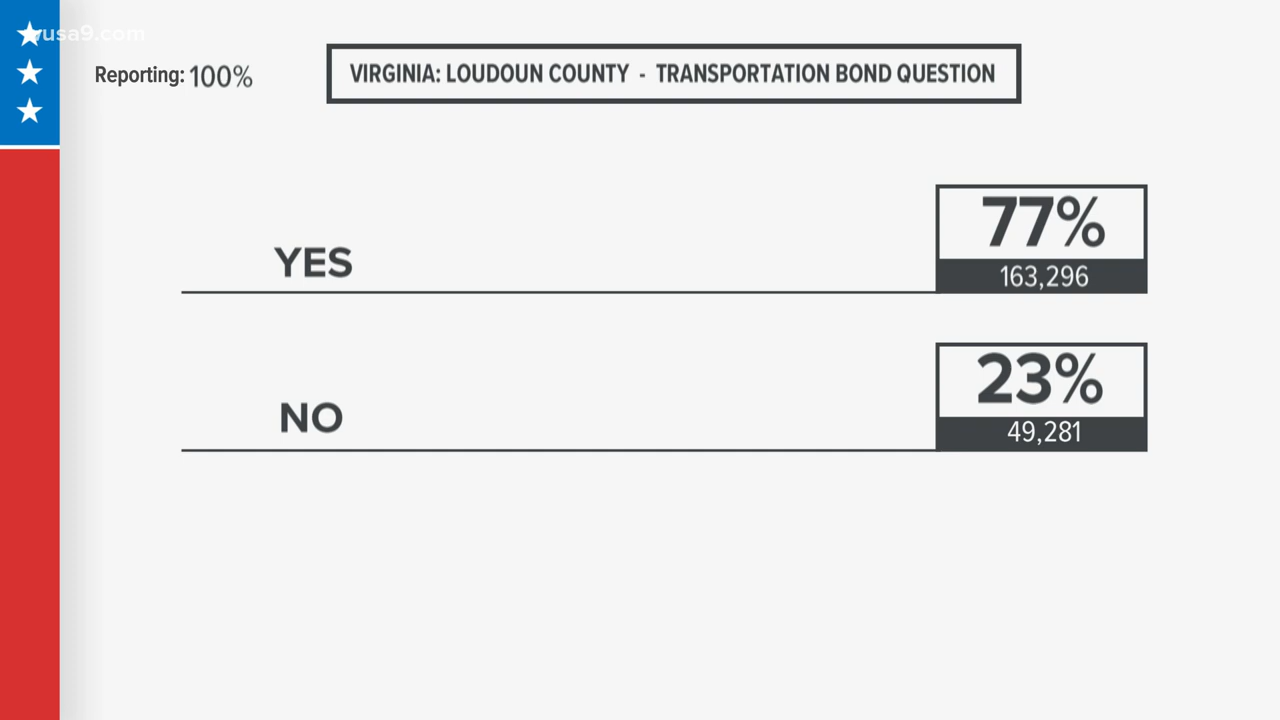 wusa9.com
Reporting: 100%
VIRGINIA: LOUDOUN COUNTY - TRANSPORTATION BOND QUESTION
YES
77%
163,296
NO
23%
49,281